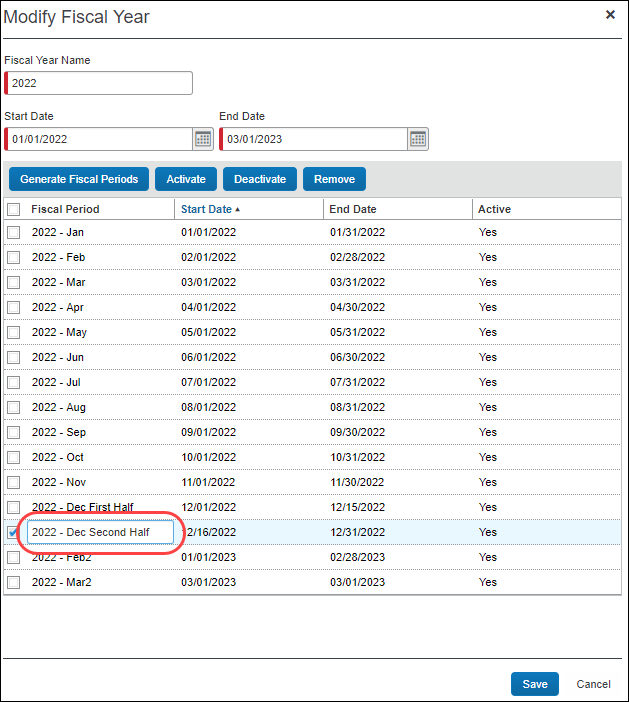 Modify Fiscal Year ×
Fiscal Year Name
2022
Start Date End Date
01/01/2022 03/01/2023
Generate Fiscal Periods Activate Deactivate Remove
Fiscal Period Start Date ▲ End Date Active
2022 - Jan 01/01/2022 01/31/2022 Yes
2022 - Feb 02/01/2022 02/28/2022 Yes
2022 - Mar 03/01/2022 03/31/2022 Yes
2022 - Apr 04/01/2022 04/30/2022 Yes
2022 - May 05/01/2022 05/31/2022 Yes
2022 - Jun 06/01/2022 06/30/2022 Yes
2022 - Jul 07/01/2022 07/31/2022 Yes
2022 - Aug 08/01/2022 08/31/2022 Yes
2022 - Sep 09/01/2022 09/30/2022 Yes
2022 - Oct 10/01/2022 10/31/2022 Yes
2022 - Nov 11/01/2022 11/30/2022 Yes
2022 - Dec First Half 12/01/2022 12/15/2022 Yes
2022 - Dec Second Half 12/16/2022 12/31/2022 Yes
2022 - Feb2 01/01/2023 02/28/2023 Yes
2022 - Mar2 03/01/2023 03/01/2023 Yes
Save Cancel